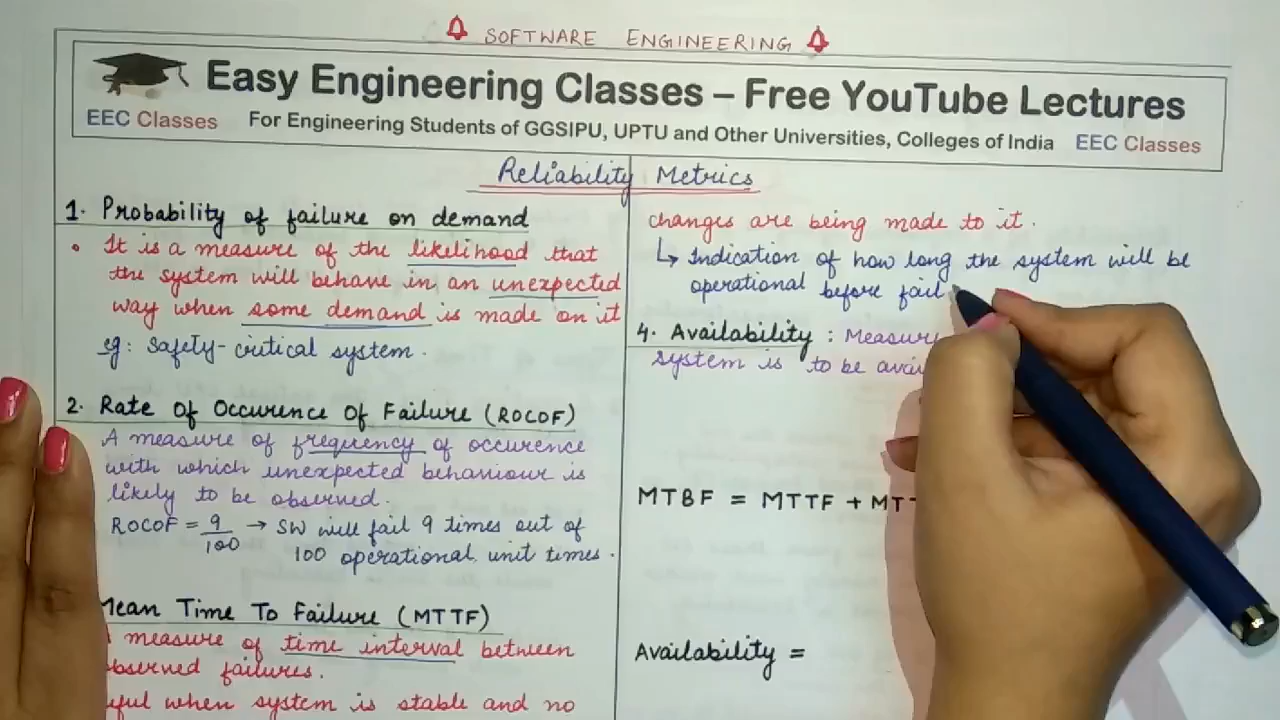 SOFTWARE ENGINEERING
Easy Engineering Classes – Free YouTube Lectures
EEC Classes For Engineering Students of GGSIPU, UPTU and Other Universities, Colleges of India EEC Classes
Reliability Metrics
1. Probability of failure on demand
• It is a measure of the likelihood that
the system will behave in an unexpected
way when some demand is made on it
eg: Safety-critical system.
2. Rate Of Occurence Of Failure (ROCOF)
A measure of frequency of occurence
with which unexpected behaviour is
likely to be observed.
ROCOF = 9/100 → SW will fail 9 times out of
100 operational unit times.
Mean Time To Failure (MTTF)
measure of time interval between
observed failures.
when system is stable and no
changes are being made to it.
↳ Indication of how long the system will be
operational before fail
4. Availability : Measure
system is to be avai
MTBF = MTTF + MT
Availability =